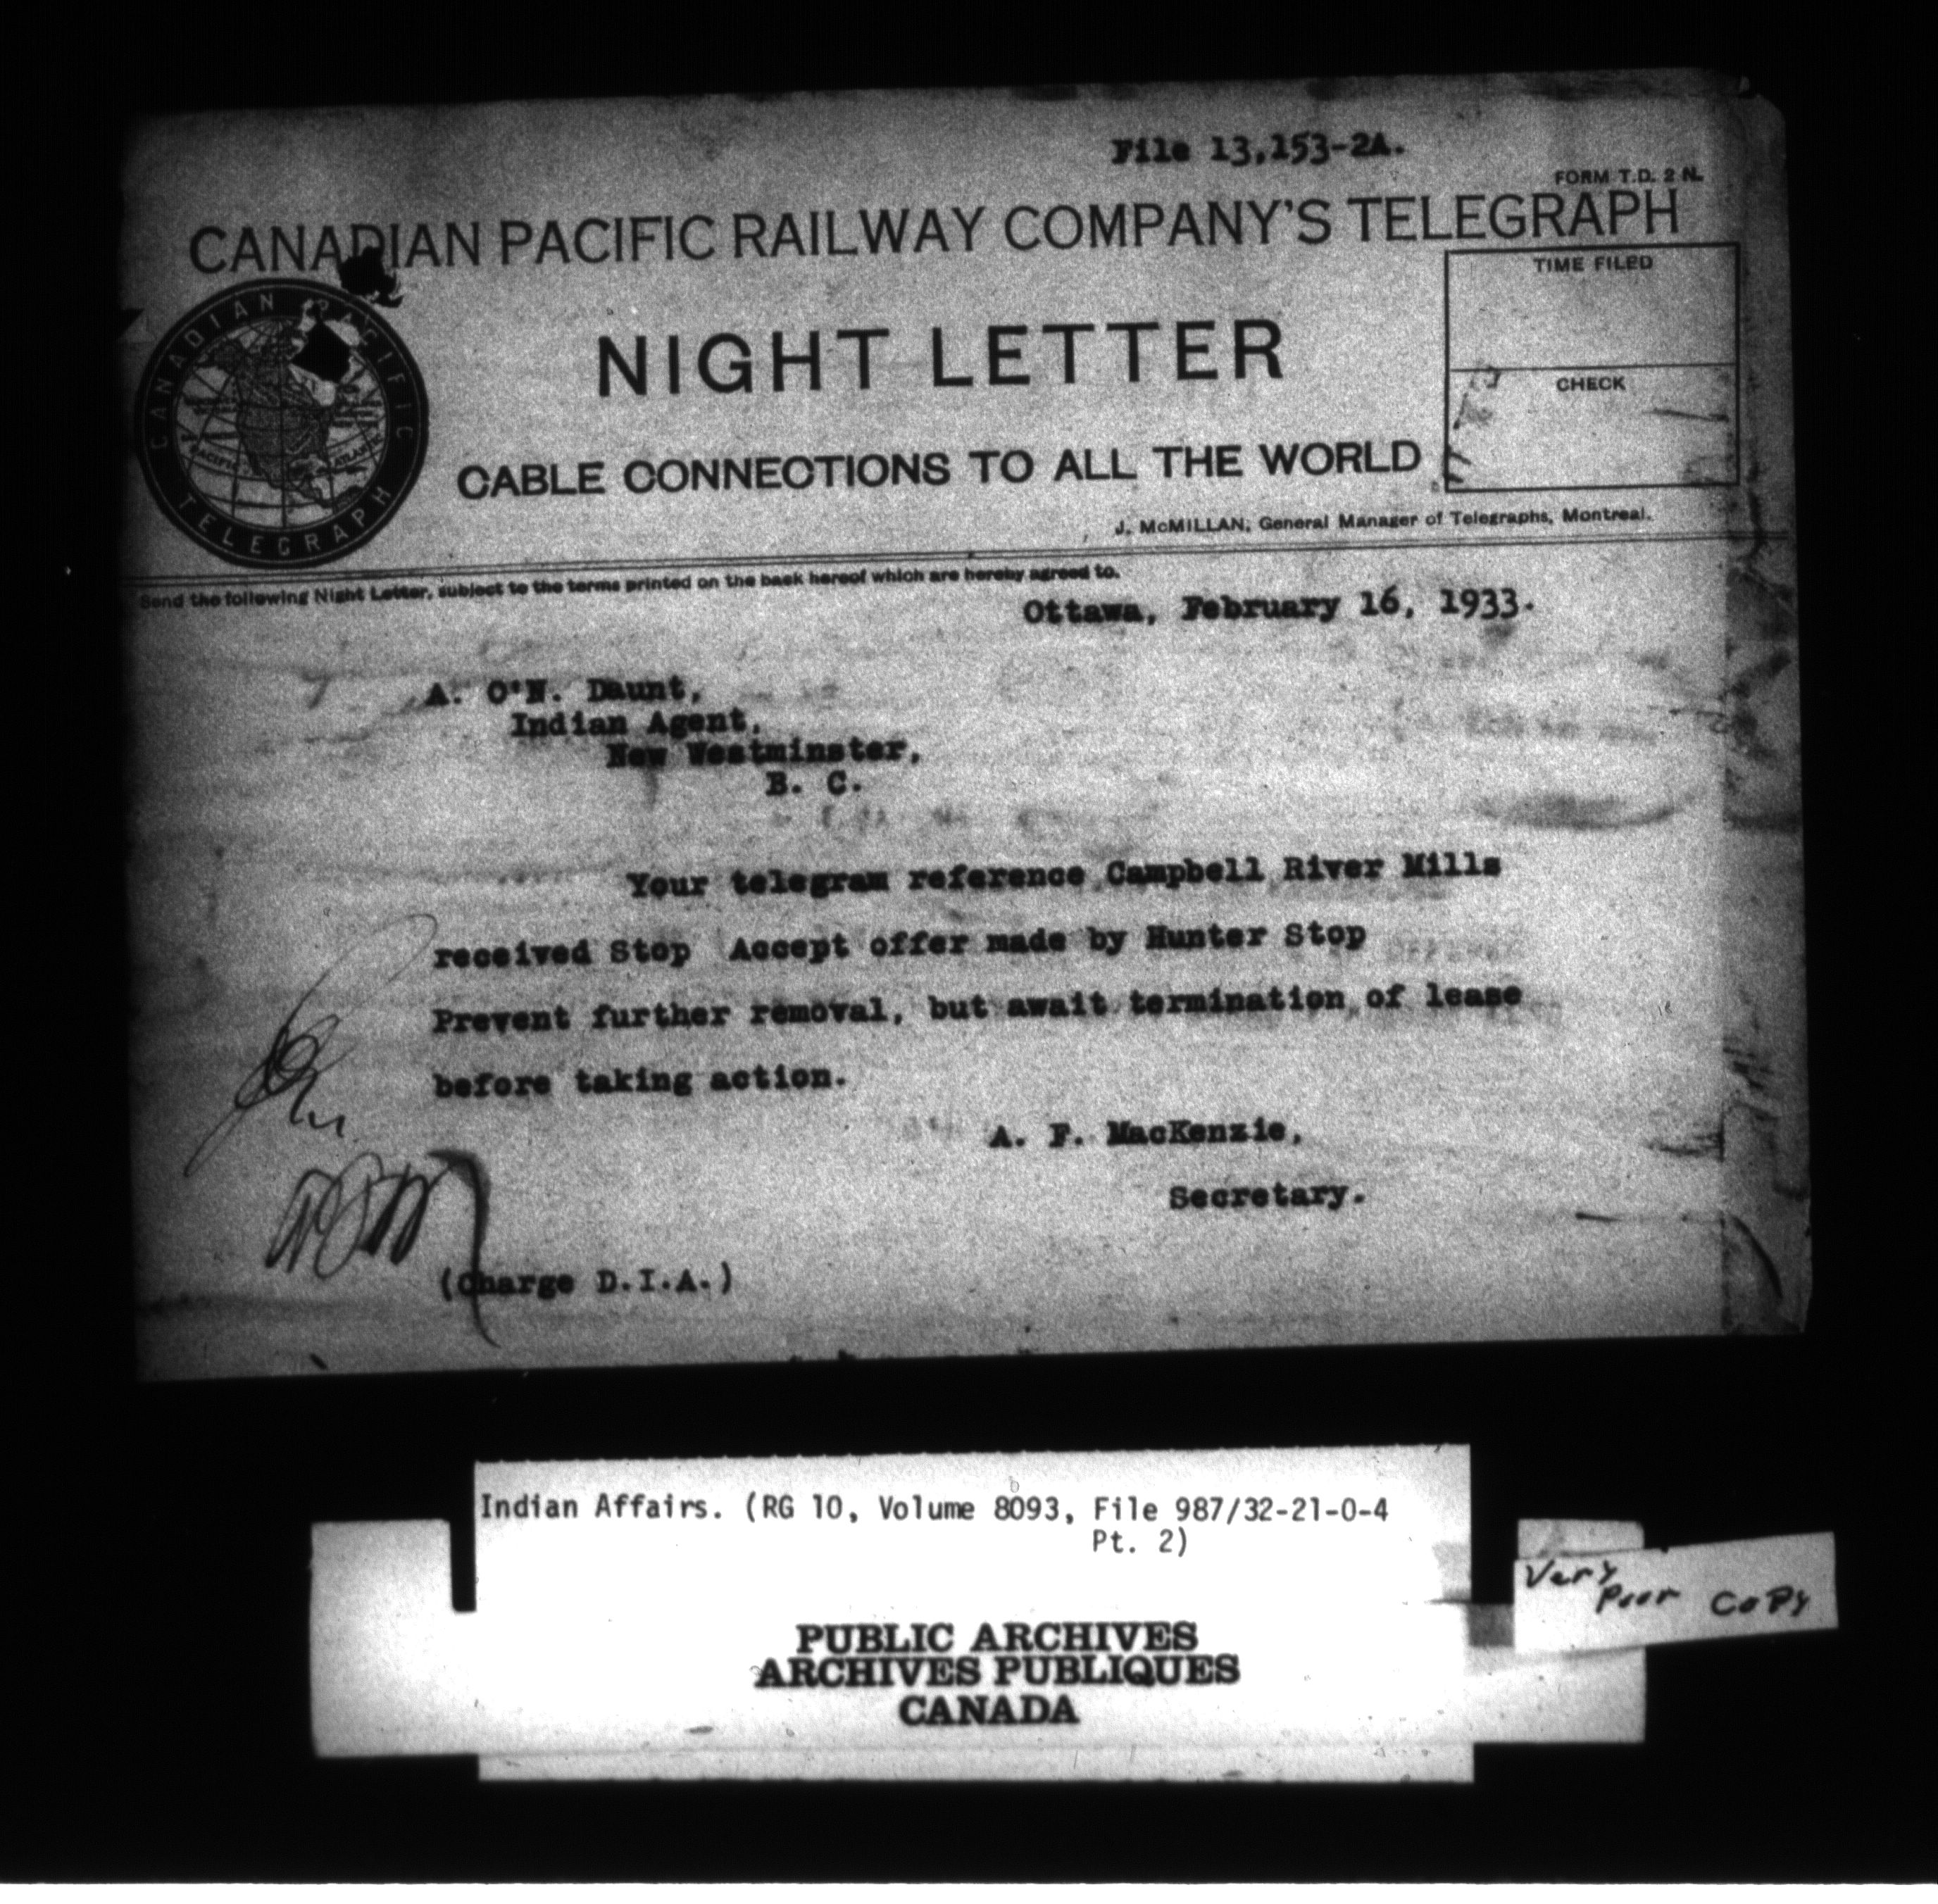 File 13,153-2A.
FORM T.D. 2 N.
CANADIAN PACIFIC RAILWAY COMPANY'S TELEGRAPH
TIME FILED
CANADIAN PACIFIC
TELEGRAPH
PACIFIC
NIGHT LETTER
CHECK
CABLE CONNECTIONS TO ALL THE WORLD
J. McMILLAN, General Manager of Telegraphs, Montreal.
Send the following Night Letter, subject to the terms printed on the back hereof which are hereby agreed to.
Ottawa, February 16, 1933.
A. O'N. Daunt,
Indian Agent,
New Westminster,
B. C.
Your telegram reference Campbell River Mills
received Stop Accept offer made by Hunter Stop
Prevent further removal, but await termination of lease
before taking action.
A. F. MacKenzie,
Secretary.
(Charge D.I.A.)
Indian Affairs. (RG 10, Volume 8093, File 987/32-21-0-4
Pt. 2)
Very
Poor Copy
PUBLIC ARCHIVES
ARCHIVES PUBLIQUES
CANADA